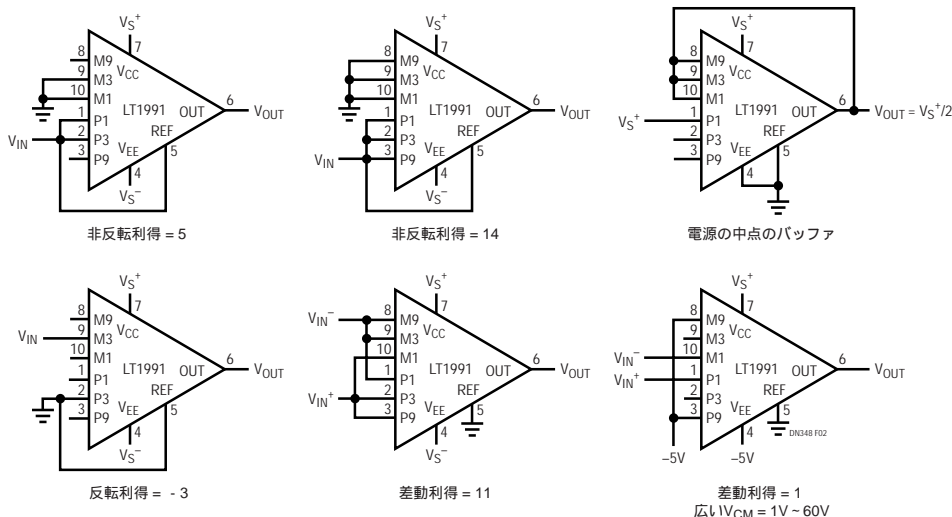 VS+
8
M9
7
9
M3
VCC
10
M1
LT1991
OUT
6
VOUT
1
P1
REF
VIN
2
P3
3
P9
VEE
5
4
VS−
非反転利得 = 5
VS+
8
M9
7
9
M3
VCC
10
M1
LT1991
OUT
6
VOUT
1
P1
REF
2
P3
VIN
3
P9
VEE
5
4
VS−
非反転利得 = 14
VS+
8
M9
7
9
M3
VCC
10
M1
LT1991
OUT
6
VOUT = VS+/2
VS+
1
P1
REF
2
P3
3
P9
VEE
4
5
電源の中点のバッファ
VS+
8
M9
7
VIN
9
M3
VCC
10
M1
LT1991
OUT
6
VOUT
1
P1
REF
2
P3
3
P9
VEE
5
4
VS−
反転利得 = - 3
VS+
VIN−
8
M9
7
9
M3
VCC
10
M1
LT1991
OUT
6
VOUT
1
P1
REF
VIN+
2
P3
3
P9
VEE
5
4
VS−
差動利得 = 11
VS+
8
M9
7
9
M3
VCC
VIN−
10
M1
LT1991
OUT
6
VOUT
VIN+
1
P1
REF
2
P3
3
P9
VEE
5
4
DN348 F02
−5V
−5V
差動利得 = 1
広いVCM = 1V ~ 60V